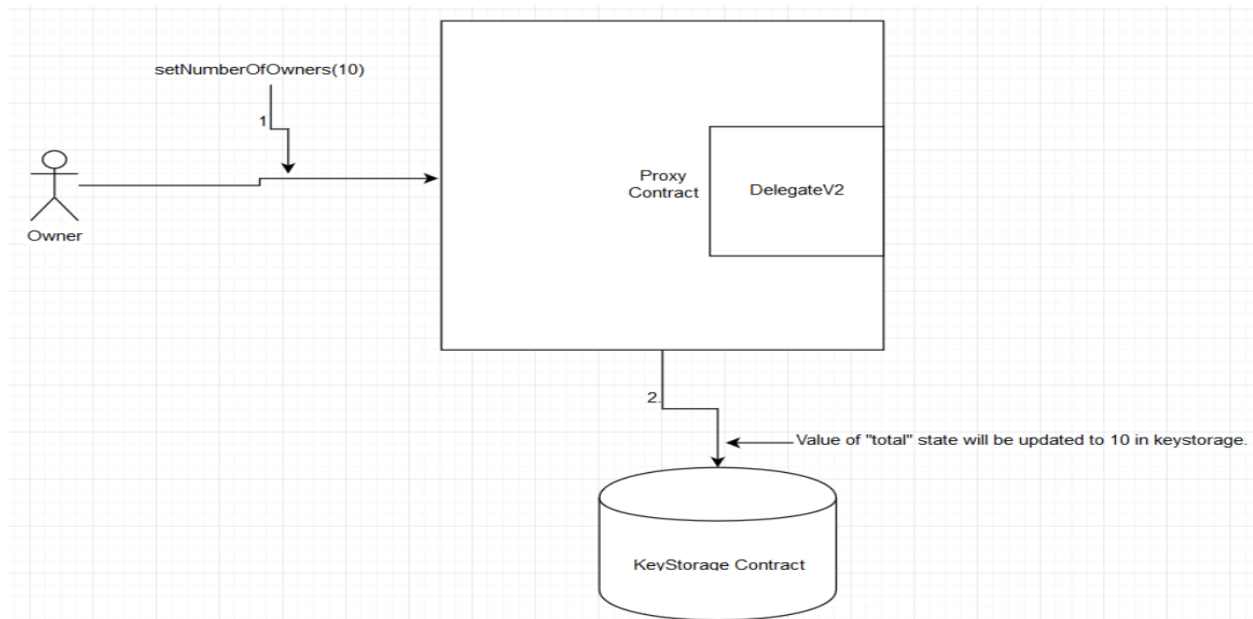 setNumberOfOwners(10)
1
Owner
Proxy
Contract
DelegateV2
2.
Value of "total" state will be updated to 10 in keystorage.
KeyStorage Contract